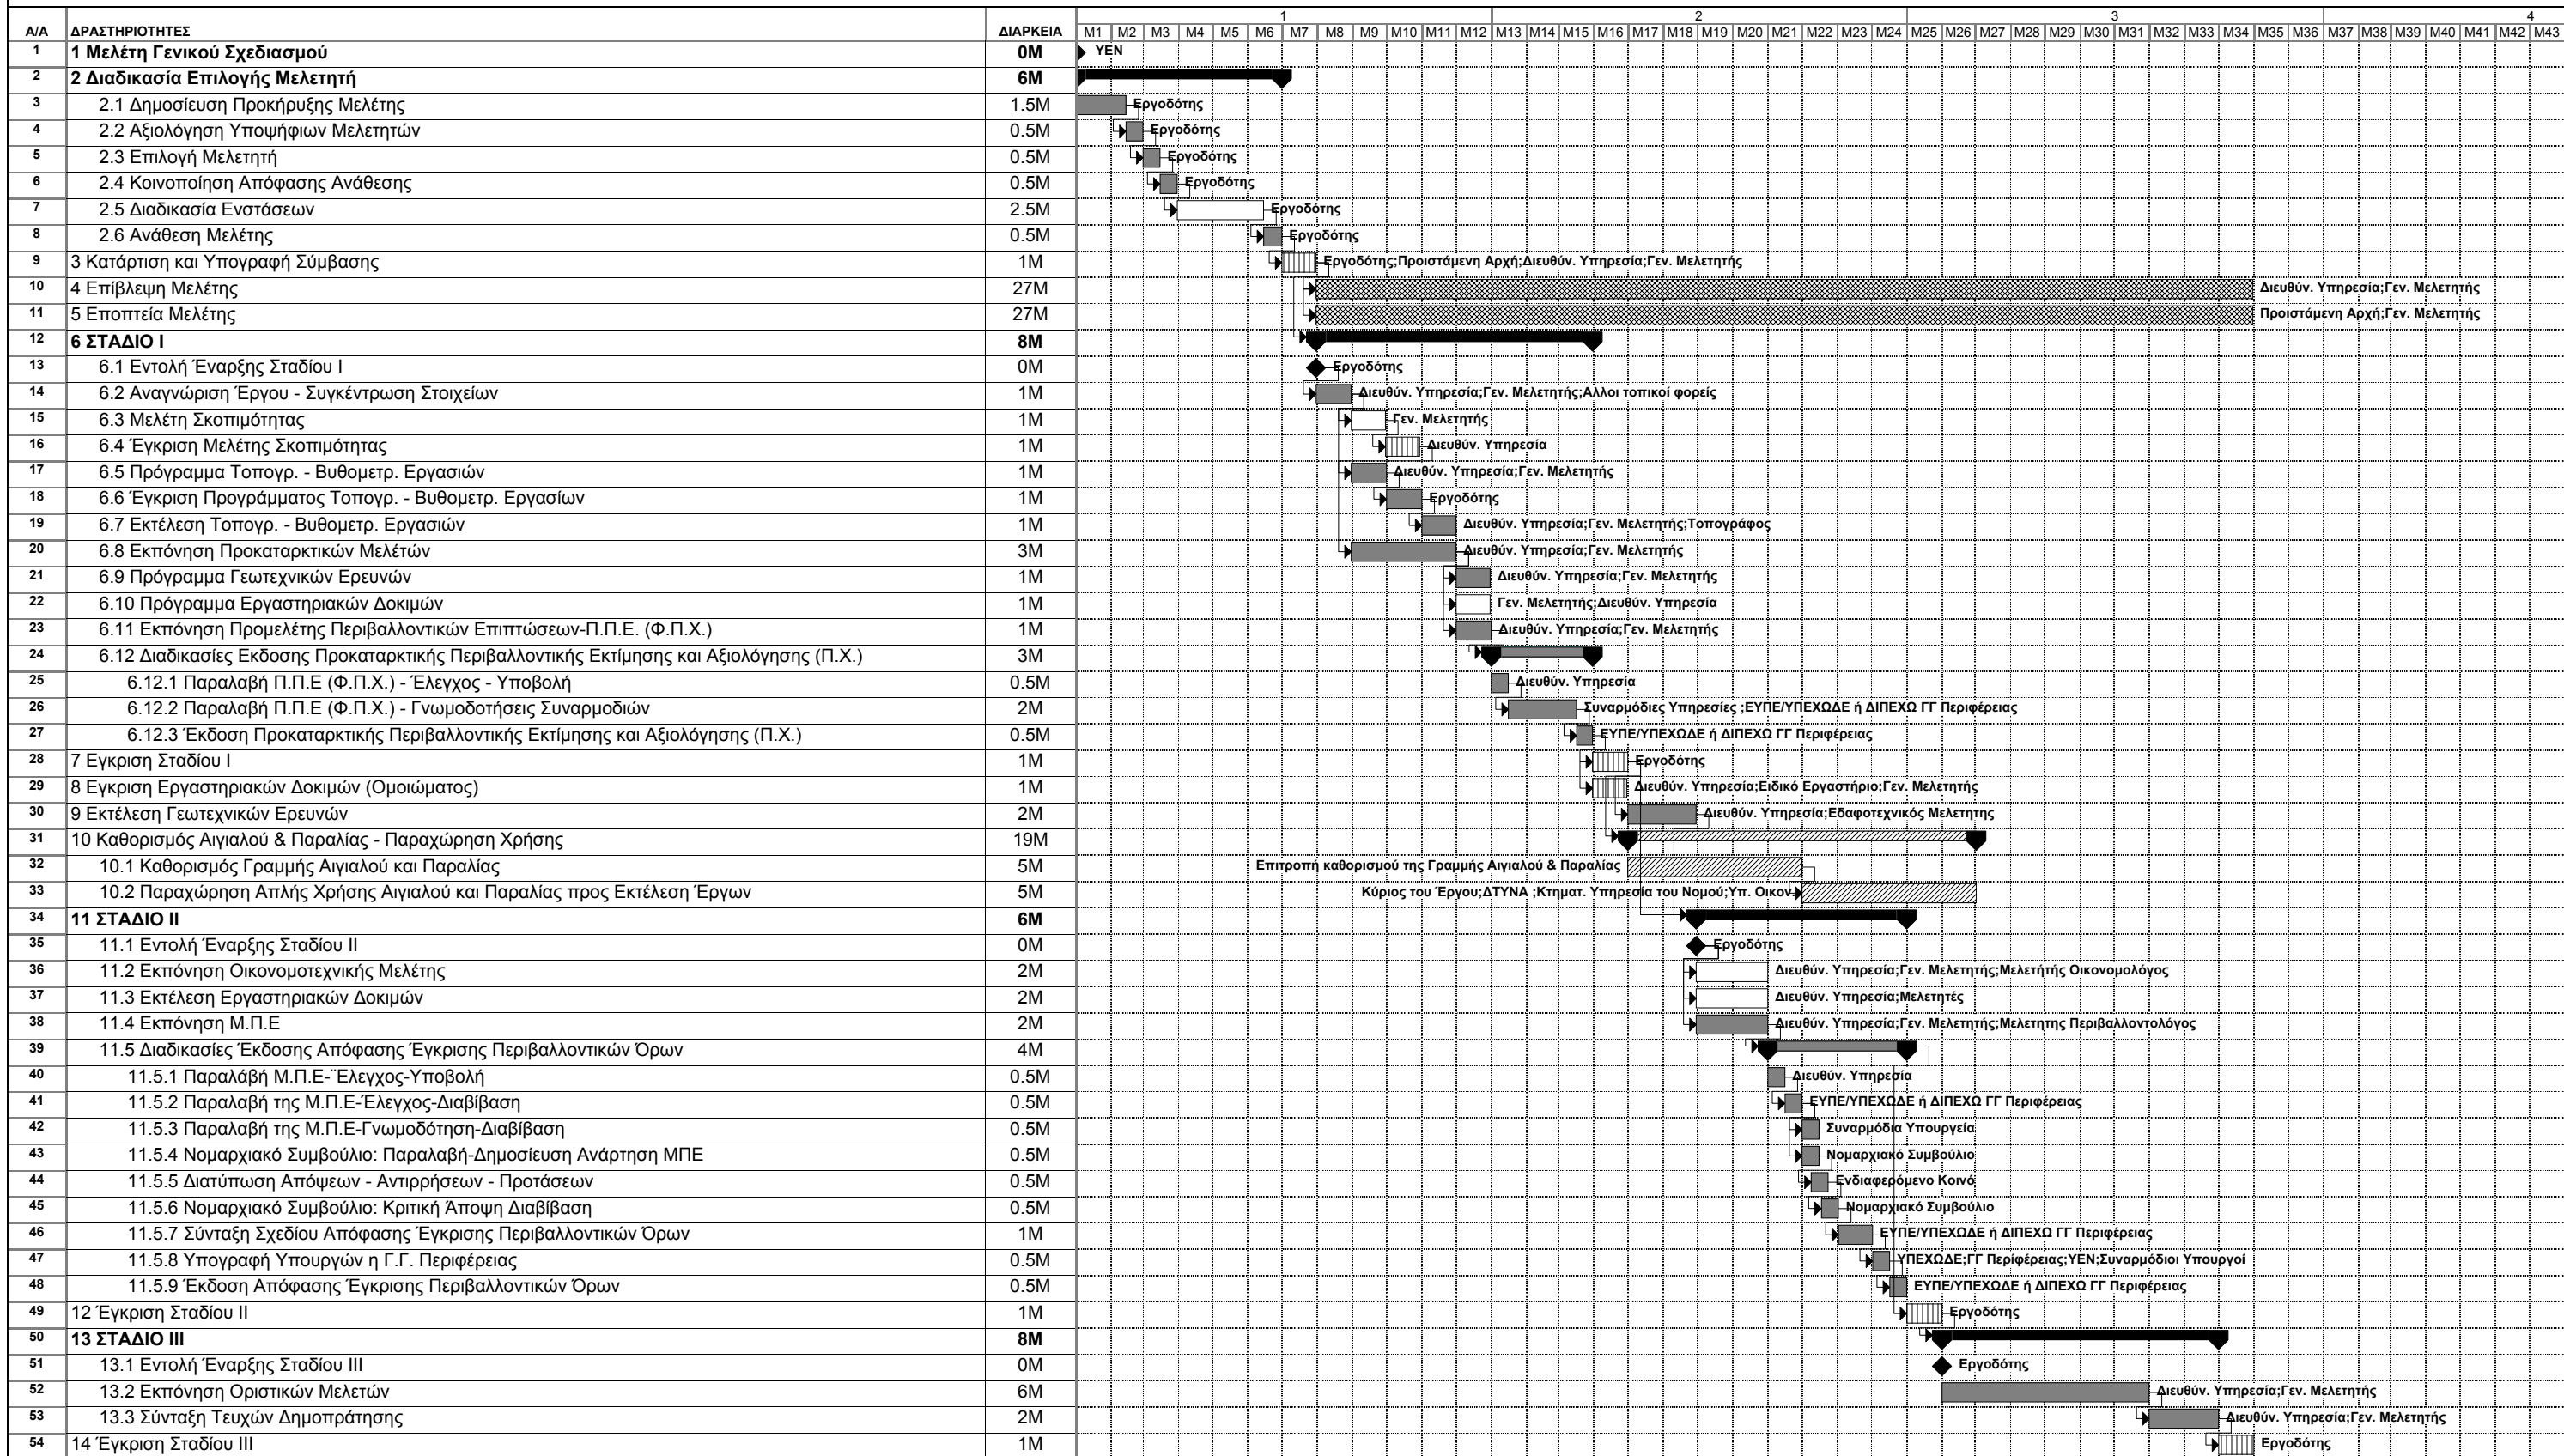 1 2 3 4
Α/Α ΔΡΑΣΤΗΡΙΟΤΗΤΕΣ ΔΙΑΡΚΕΙΑ M1 M2 M3 M4 M5 M6 M7 M8 M9 M10 M11 M12 M13 M14 M15 M16 M17 M18 M19 M20 M21 M22 M23 M24 M25 M26 M27 M28 M29 M30 M31 M32 M33 M34 M35 M36 M37 M38 M39 M40 M41 M42 M43
1 1 Μελέτη Γενικού Σχεδιασμού 0M ΥΕΝ
2 2 Διαδικασία Επιλογής Μελετητή 6M
3 2.1 Δημοσίευση Προκήρυξης Μελέτης 1.5M Εργοδότης
4 2.2 Αξιολόγηση Υποψήφιων Μελετητών 0.5M Εργοδότης
5 2.3 Επιλογή Μελετητή 0.5M Εργοδότης
6 2.4 Κοινοποίηση Απόφασης Ανάθεσης 0.5M Εργοδότης
7 2.5 Διαδικασία Ενστάσεων 2.5M Εργοδότης
8 2.6 Ανάθεση Μελέτης 0.5M Εργοδότης
9 3 Κατάρτιση και Υπογραφή Σύμβασης 1M Εργοδότης;Προιστάμενη Αρχή;Διευθύν. Υπηρεσία;Γεν. Μελετητής
10 4 Επίβλεψη Μελέτης 27M Διευθύν. Υπηρεσία;Γεν. Μελετητής
11 5 Εποπτεία Μελέτης 27M Προιστάμενη Αρχή;Γεν. Μελετητής
12 6 ΣΤΑΔΙΟ Ι 8M
13 6.1 Εντολή Έναρξης Σταδίου Ι 0M Εργοδότης
14 6.2 Αναγνώριση Έργου - Συγκέντρωση Στοιχείων 1M Διευθύν. Υπηρεσία;Γεν. Μελετητής;Αλλοι τοπικοί φορείς
15 6.3 Μελέτη Σκοπιμότητας 1M Γεν. Μελετητής
16 6.4 Έγκριση Μελέτης Σκοπιμότητας 1M Διευθύν. Υπηρεσία
17 6.5 Πρόγραμμα Τοπογρ. - Βυθομετρ. Εργασιών 1M Διευθύν. Υπηρεσία;Γεν. Μελετητής
18 6.6 Έγκριση Προγράμματος Τοπογρ. - Βυθομετρ. Εργασίων 1M Εργοδότης
19 6.7 Εκτέλεση Τοπογρ. - Βυθομετρ. Εργασιών 1M Διευθύν. Υπηρεσία;Γεν. Μελετητής;Τοπογράφος
20 6.8 Εκπόνηση Προκαταρκτικών Μελέτών 3M Διευθύν. Υπηρεσία;Γεν. Μελετητής
21 6.9 Πρόγραμμα Γεωτεχνικών Ερευνών 1M Διευθύν. Υπηρεσία;Γεν. Μελετητής
22 6.10 Πρόγραμμα Εργαστηριακών Δοκιμών 1M Γεν. Μελετητής;Διευθύν. Υπηρεσία
23 6.11 Εκπόνηση Προμελέτης Περιβαλλοντικών Επιπτώσεων-Π.Π.Ε. (Φ.Π.Χ.) 1M Διευθύν. Υπηρεσία;Γεν. Μελετητής
24 6.12 Διαδικασίες Εκδοσης Προκαταρκτικής Περιβαλλοντικής Εκτίμησης και Αξιολόγησης (Π.Χ.) 3M
25 6.12.1 Παραλαβή Π.Π.Ε (Φ.Π.Χ.) - Έλεγχος - Υποβολή 0.5M Διευθύν. Υπηρεσία
26 6.12.2 Παραλαβή Π.Π.Ε (Φ.Π.Χ.) - Γνωμοδοτήσεις Συναρμοδιών 2M Συναρμόδιες Υπηρεσίες ;ΕΥΠΕ/ΥΠΕΧΩΔΕ ή ΔΙΠΕΧΩ ΓΓ Περιφέρειας
27 6.12.3 Έκδοση Προκαταρκτικής Περιβαλλοντικής Εκτίμησης και Αξιολόγησης (Π.Χ.) 0.5M ΕΥΠΕ/ΥΠΕΧΩΔΕ ή ΔΙΠΕΧΩ ΓΓ Περιφέρειας
28 7 Εγκριση Σταδίου Ι 1M Εργοδότης
29 8 Εγκριση Εργαστηριακών Δοκιμών (Ομοιώματος) 1M Διευθύν. Υπηρεσία;Ειδικό Εργαστήριο;Γεν. Μελετητής
30 9 Εκτέλεση Γεωτεχνικών Ερευνών 2M Διευθύν. Υπηρεσία;Εδαφοτεχνικός Μελετητης
31 10 Καθορισμός Αιγιαλού & Παραλίας - Παραχώρηση Χρήσης 19M
32 10.1 Καθορισμός Γραμμής Αιγιαλού και Παραλίας 5M Επιτροπή καθορισμού της Γραμμής Αιγιαλού & Παραλίας
33 10.2 Παραχώρηση Απλής Χρήσης Αιγιαλού και Παραλίας προς Εκτέλεση Έργων 5M Κύριος του Έργου;ΔΤΥΝΑ ;Κτηματ. Υπηρεσία του Νομού;Υπ. Οικον.
34 11 ΣΤΑΔΙΟ ΙΙ 6M
35 11.1 Εντολή Έναρξης Σταδίου ΙΙ 0M Εργοδότης
36 11.2 Εκπόνηση Οικονομοτεχνικής Μελέτης 2M Διευθύν. Υπηρεσία;Γεν. Μελετητής;Μελετήτής Οικονομολόγος
37 11.3 Εκτέλεση Εργαστηριακών Δοκιμών 2M Διευθύν. Υπηρεσία;Μελετητές
38 11.4 Εκπόνηση Μ.Π.Ε 2M Διευθύν. Υπηρεσία;Γεν. Μελετητής;Μελετητης Περιβαλλοντολόγος
39 11.5 Διαδικασίες Έκδοσης Απόφασης Έγκρισης Περιβαλλοντικών Όρων 4M
40 11.5.1 Παραλάβή Μ.Π.Ε-¨Ελεγχος-Υποβολή 0.5M Διευθύν. Υπηρεσία
41 11.5.2 Παραλαβή της Μ.Π.Ε-Έλεγχος-Διαβίβαση 0.5M ΕΥΠΕ/ΥΠΕΧΩΔΕ ή ΔΙΠΕΧΩ ΓΓ Περιφέρειας
42 11.5.3 Παραλαβή της Μ.Π.Ε-Γνωμοδότηση-Διαβίβαση 0.5M Συναρμόδια Υπουργεία
43 11.5.4 Νομαρχιακό Συμβούλιο: Παραλαβή-Δημοσίευση Ανάρτηση ΜΠΕ 0.5M Νομαρχιακό Συμβούλιο
44 11.5.5 Διατύπωση Απόψεων - Αντιρρήσεων - Προτάσεων 0.5M Ενδιαφερόμενο Κοινό
45 11.5.6 Νομαρχιακό Συμβούλιο: Κριτική Άποψη Διαβίβαση 0.5M Νομαρχιακό Συμβούλιο
46 11.5.7 Σύνταξη Σχεδίου Απόφασης Έγκρισης Περιβαλλοντικών Όρων 1M ΕΥΠΕ/ΥΠΕΧΩΔΕ ή ΔΙΠΕΧΩ ΓΓ Περιφέρειας
47 11.5.8 Υπογραφή Υπουργών η Γ.Γ. Περιφέρειας 0.5M ΥΠΕΧΩΔΕ;ΓΓ Περίφέρειας;ΥΕΝ;Συναρμόδιοι Υπουργοί
48 11.5.9 Έκδοση Απόφασης Έγκρισης Περιβαλλοντικών Όρων 0.5M ΕΥΠΕ/ΥΠΕΧΩΔΕ ή ΔΙΠΕΧΩ ΓΓ Περιφέρειας
49 12 Έγκριση Σταδίου ΙΙ 1M Εργοδότης
50 13 ΣΤΑΔΙΟ ΙΙΙ 8M
51 13.1 Εντολή Έναρξης Σταδίου ΙΙΙ 0M Εργοδότης
52 13.2 Εκπόνηση Οριστικών Μελετών 6M Διευθύν. Υπηρεσία;Γεν. Μελετητής
53 13.3 Σύνταξη Τευχών Δημοπράτησης 2M Διευθύν. Υπηρεσία;Γεν. Μελετητής
54 14 Έγκριση Σταδίου ΙΙΙ 1M Εργοδότης